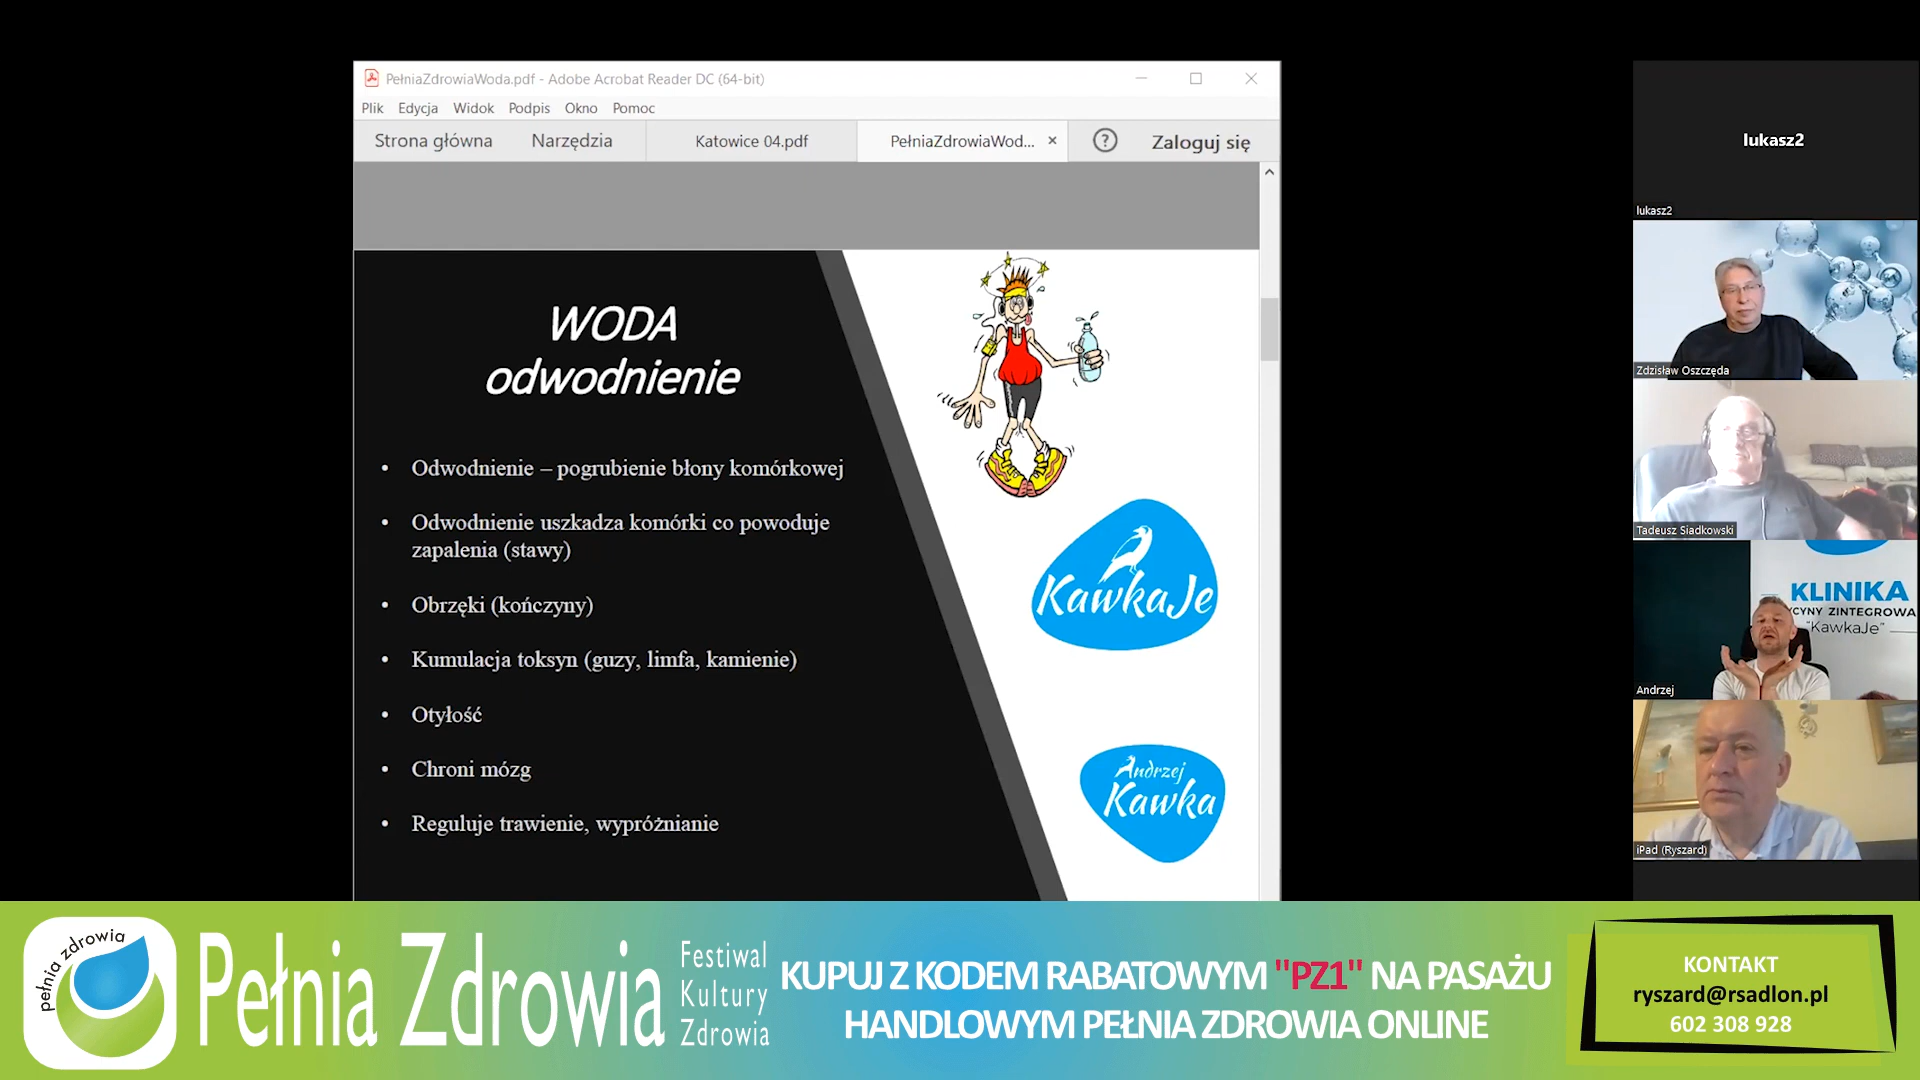 PełniaZdrowiaWoda.pdf - Adobe Acrobat Reader DC (64-bit)
Plik Edycja Widok Podpis Okno Pomoc
Strona główna Narzędzia Katowice 04.pdf PełniaZdrowiaWod... × ? Zaloguj się
WODA
odwodnienie
• Odwodnienie – pogrubienie błony komórkowej
• Odwodnienie uszkadza komórki co powoduje
zapalenia (stawy)
• Obrzęki (kończyny)
• Kumulacja toksyn (guzy, limfa, kamienie)
• Otyłość
• Chroni mózg
• Reguluje trawienie, wypróżnianie
KawkaJe
Andrzej
Kawka
lukasz2
lukasz2
Zdzisław Oszczęda
Tadeusz Siadkowski
KLINIKA
YCYNY ZINTEGROWA
"KawkaJe"
Andrzej
iPad (Ryszard)
pełnia zdrowia
Pełnia Zdrowia
Festiwal
Kultury
Zdrowia
KUPUJ Z KODEM RABATOWYM "PZ1" NA PASAŻU
HANDLOWYM PEŁNIA ZDROWIA ONLINE
KONTAKT
ryszard@rsadlon.pl
602 308 928